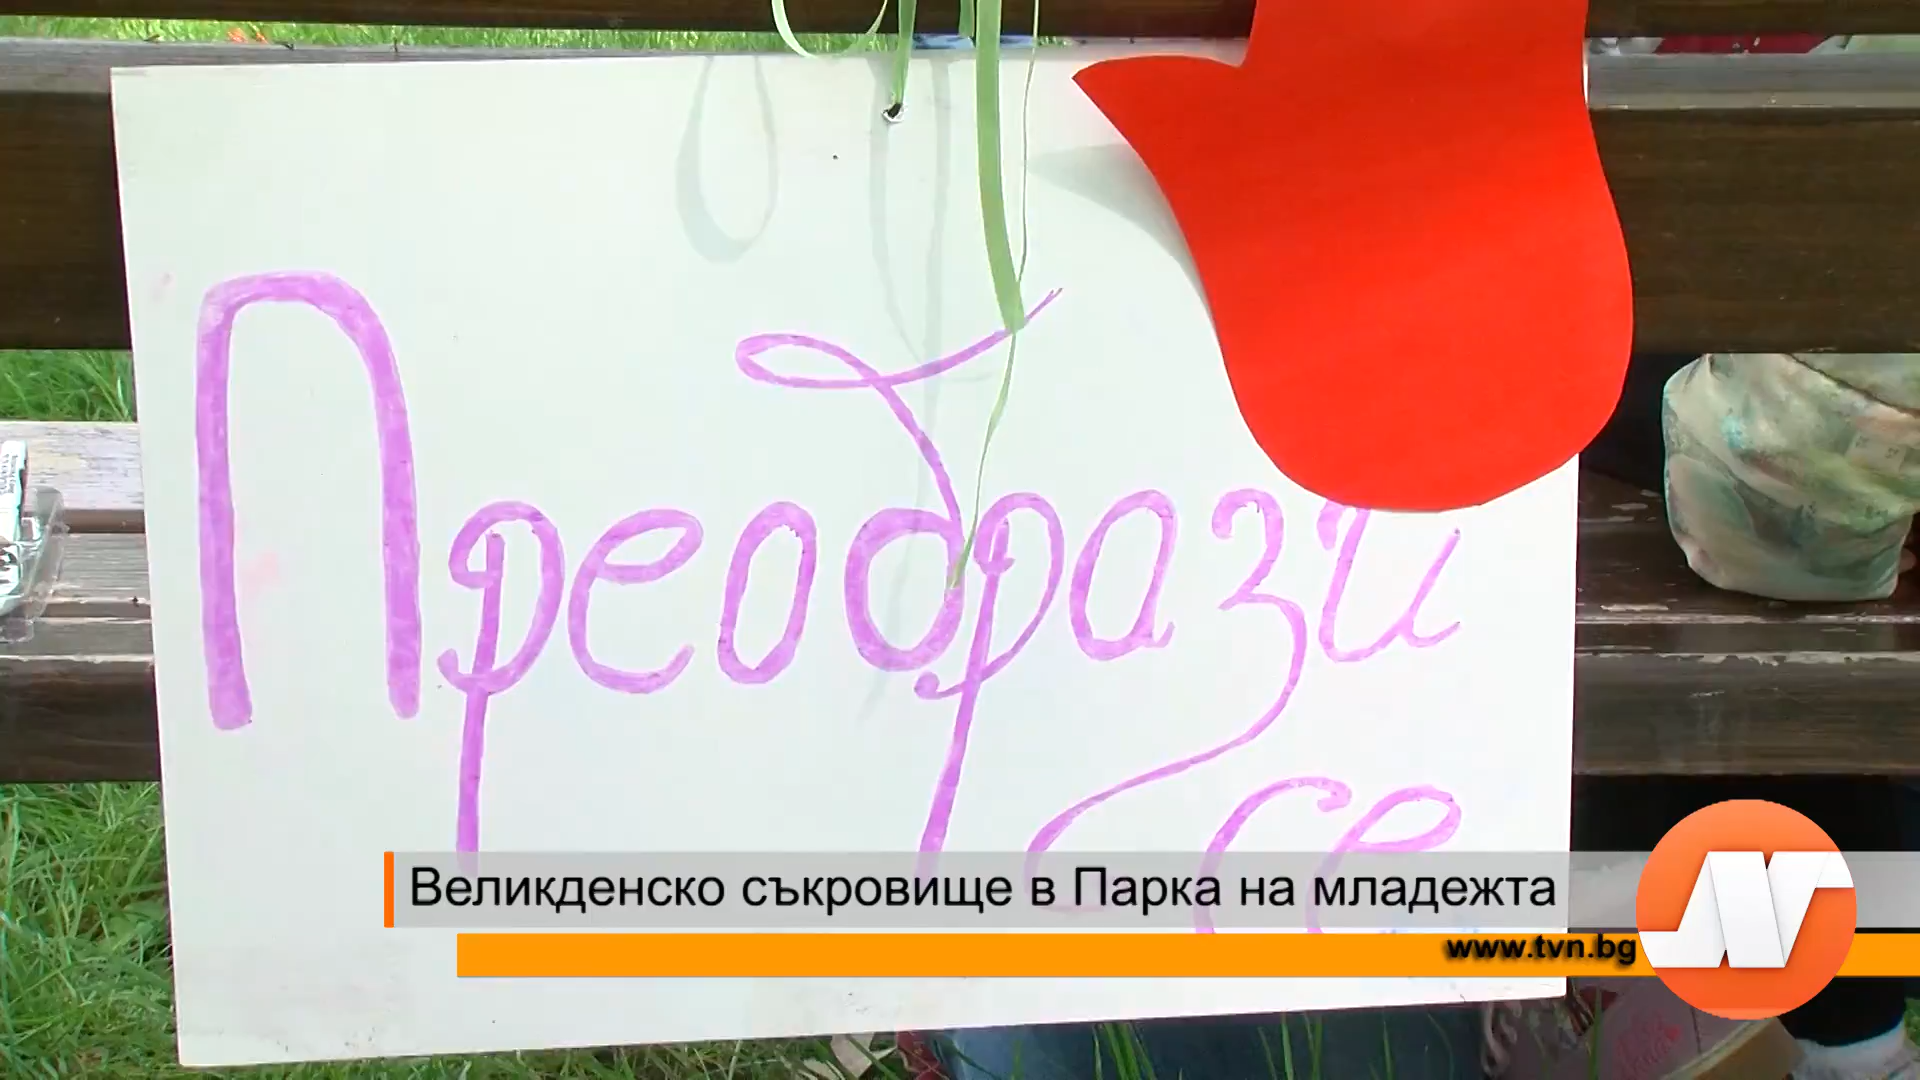 Преобрази
се
Великденско съкровище в Парка на младежта
www.tvn.bg